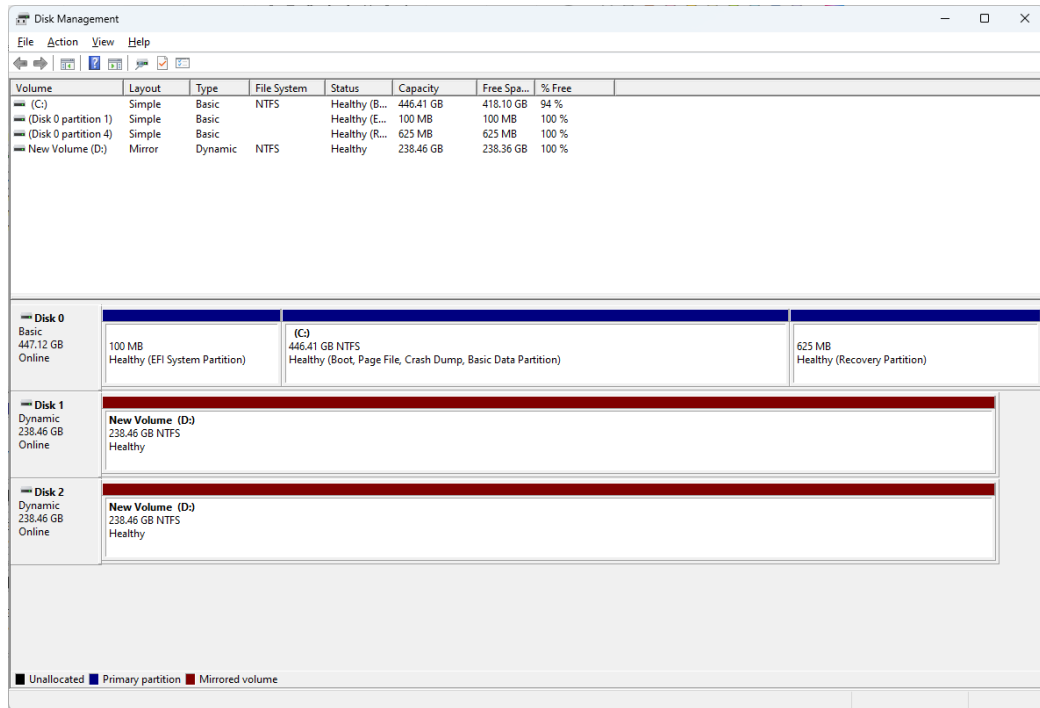 Disk Management
File Action View Help
Volume Layout Type File System Status Capacity Free Spa... % Free
(C:) Simple Basic NTFS Healthy (B... 446.41 GB 418.10 GB 94 %
(Disk 0 partition 1) Simple Basic Healthy (E... 100 MB 100 MB 100 %
(Disk 0 partition 4) Simple Basic Healthy (R... 625 MB 625 MB 100 %
New Volume (D:) Mirror Dynamic NTFS Healthy 238.46 GB 238.36 GB 100 %
Disk 0
Basic
447.12 GB
Online
100 MB
Healthy (EFI System Partition)
(C:)
446.41 GB NTFS
Healthy (Boot, Page File, Crash Dump, Basic Data Partition)
625 MB
Healthy (Recovery Partition)
Disk 1
Dynamic
238.46 GB
Online
New Volume (D:)
238.46 GB NTFS
Healthy
Disk 2
Dynamic
238.46 GB
Online
New Volume (D:)
238.46 GB NTFS
Healthy
Unallocated Primary partition Mirrored volume